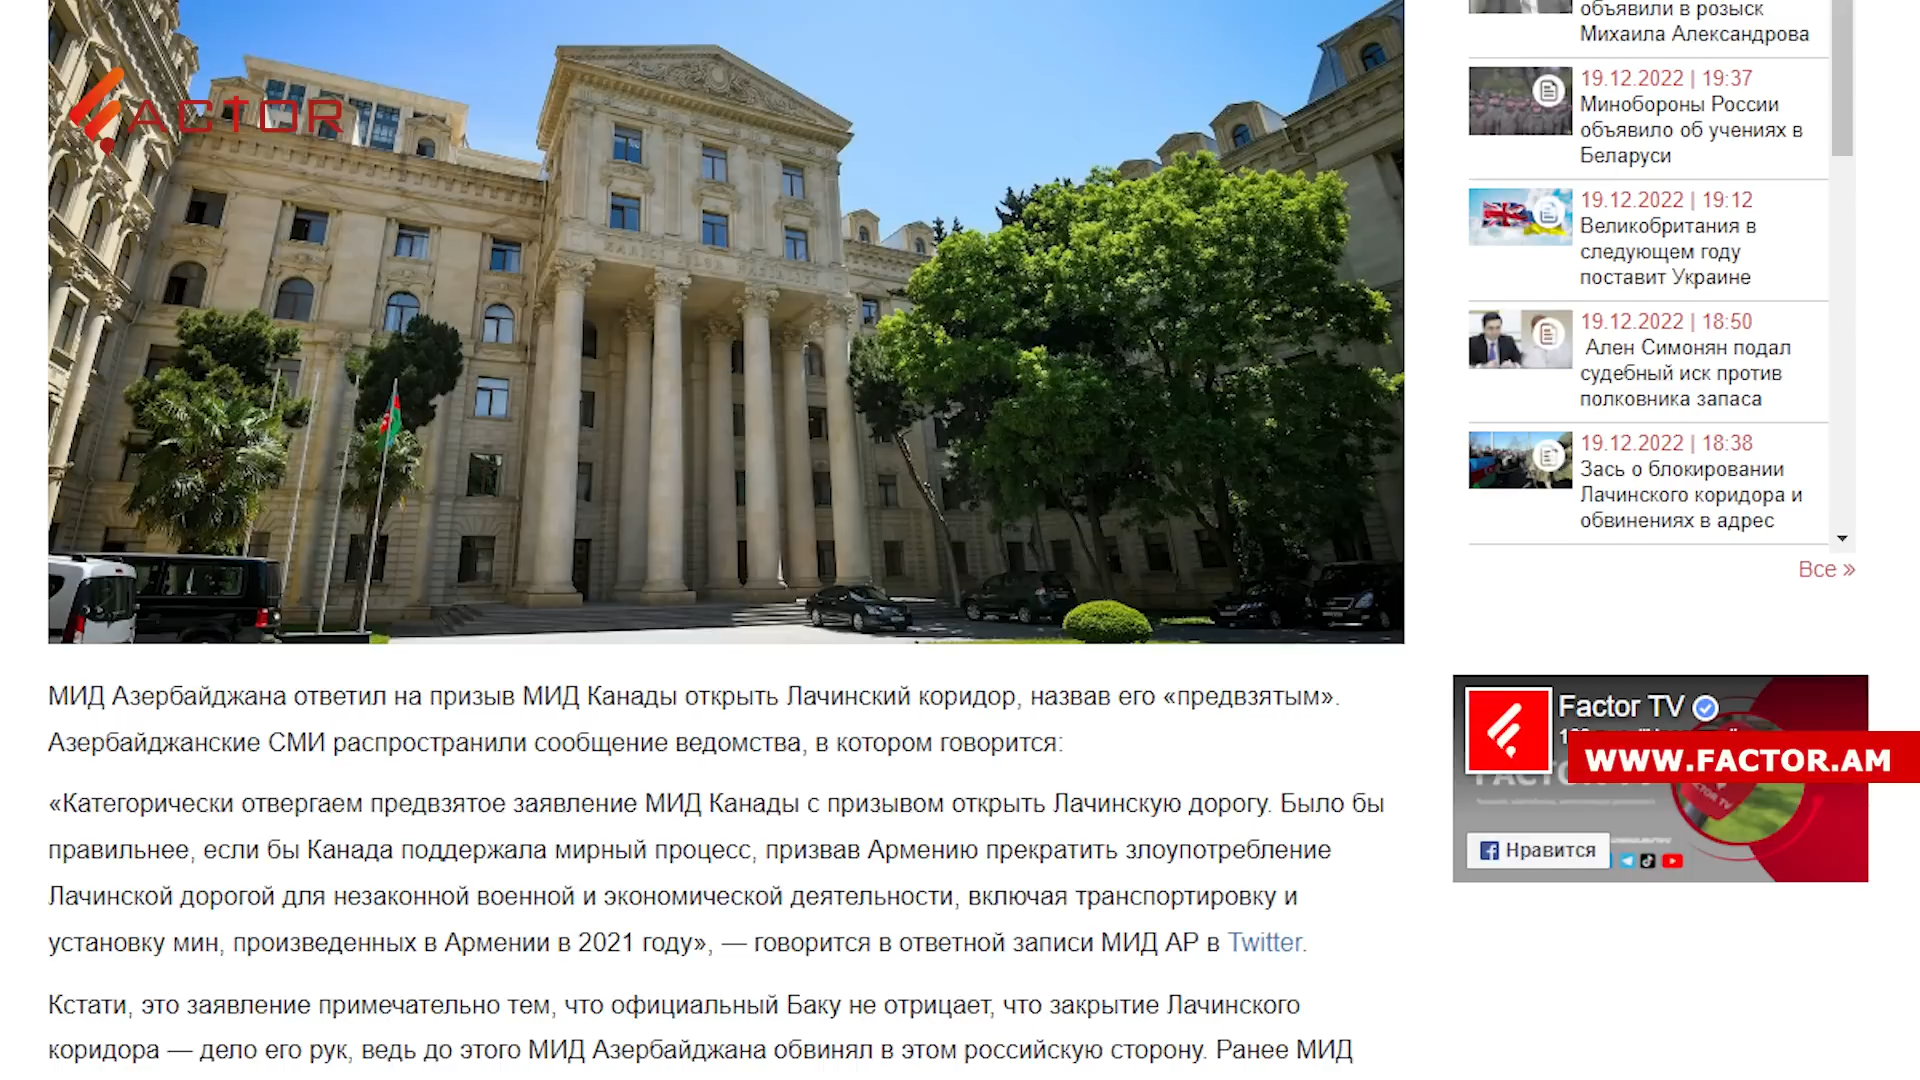 ACTOR
объявили в розыск
Михаила Александрова
19.12.2022 | 19:37
Минобороны России
объявило об учениях в
Беларуси
19.12.2022 | 19:12
Великобритания в
следующем году
поставит Украине
19.12.2022 | 18:50
Ален Симонян подал
судебный иск против
полковника запаса
19.12.2022 | 18:38
Зась о блокировании
Лачинского коридора и
обвинениях в адрес
Все »
МИД Азербайджана ответил на призыв МИД Канады открыть Лачинский коридор, назвав его «предвзятым».
Азербайджанские СМИ распространили сообщение ведомства, в котором говорится:
«Категорически отвергаем предвзятое заявление МИД Канады с призывом открыть Лачинскую дорогу. Было бы
правильнее, если бы Канада поддержала мирный процесс, призвав Армению прекратить злоупотребление
Лачинской дорогой для незаконной военной и экономической деятельности, включая транспортировку и
установку мин, произведенных в Армении в 2021 году», — говорится в ответной записи МИД АР в Twitter.
Кстати, это заявление примечательно тем, что официальный Баку не отрицает, что закрытие Лачинского
коридора — дело его рук, ведь до этого МИД Азербайджана обвинял в этом российскую сторону. Ранее МИД
Factor TV
WWW.FACTOR.AM
Нравится